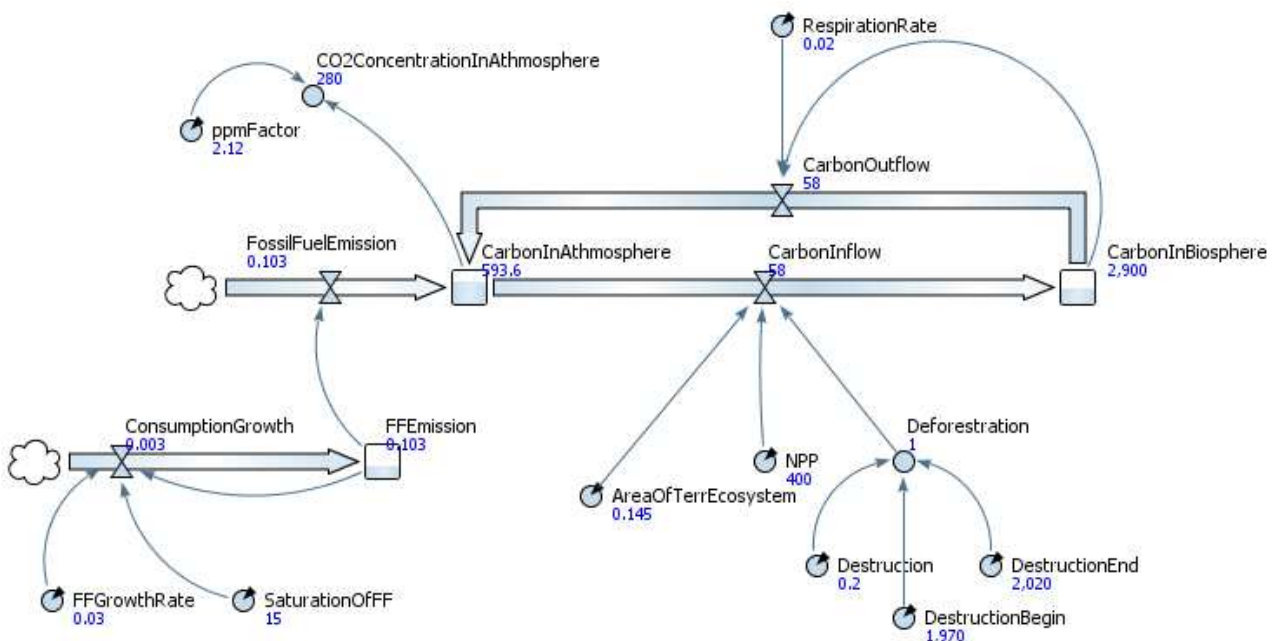 RespirationRate
0.02
CO2ConcentrationInAthmosphere
280
ppmFactor
2.12
CarbonOutflow
58
FossilFuelEmission
0.103
CarbonInAthmosphere
593.6
CarbonInflow
58
CarbonInBiosphere
2,900
ConsumptionGrowth
0.003
FFEmission
0.103
Deforestration
1
NPP
400
AreaOfTerrEcosystem
0.145
Destruction
0.2
DestructionEnd
2,020
FFGrowthRate
0.03
SaturationOfFF
15
DestructionBegin
1,970